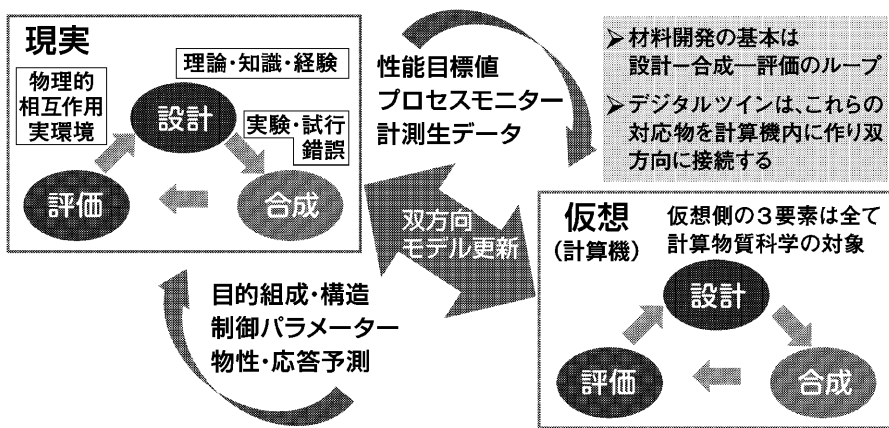 現実
理論・知識・経験
物理的
相互作用
実環境
設計
実験・試行
錯誤
評価
合成
性能目標値
プロセスモニター
計測生データ
➢材料開発の基本は
設計ー合成―評価のループ
➢デジタルツインは、これらの
対応物を計算機内に作り双
方向に接続する
双方向
モデル更新
目的組成・構造
制御パラメーター
物性・応答予測
仮想
(計算機)
仮想側の３要素は全て
計算物質科学の対象
設計
評価
合成